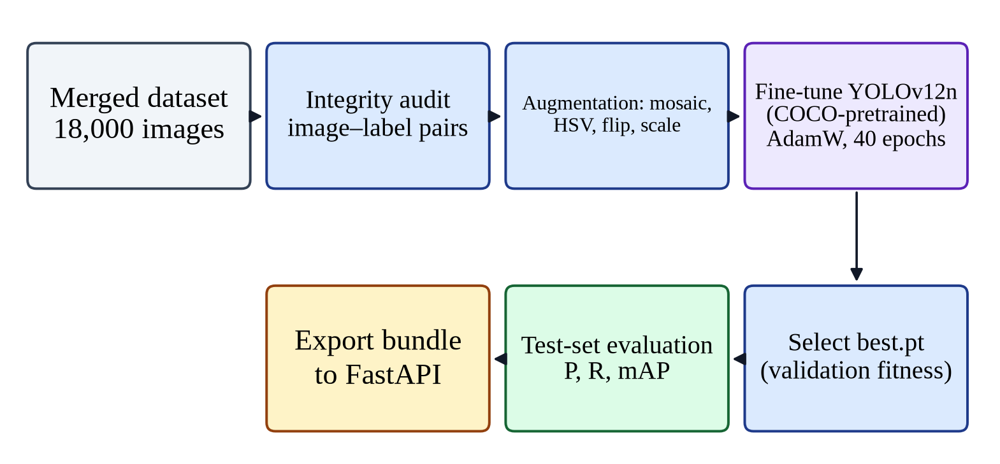 Merged dataset
18,000 images
Integrity audit
image–label pairs
Augmentation: mosaic,
HSV, flip, scale
Fine-tune YOLOv12n
(COCO-pretrained)
AdamW, 40 epochs
Select best.pt
(validation fitness)
Test-set evaluation
P, R, mAP
Export bundle
to FastAPI